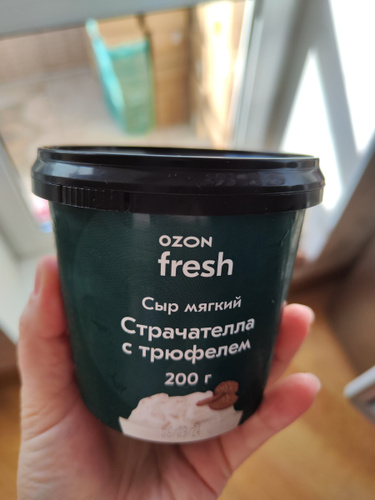 OZON
fresh
Сыр мягкий
Страчателла
с трюфелем
200 г